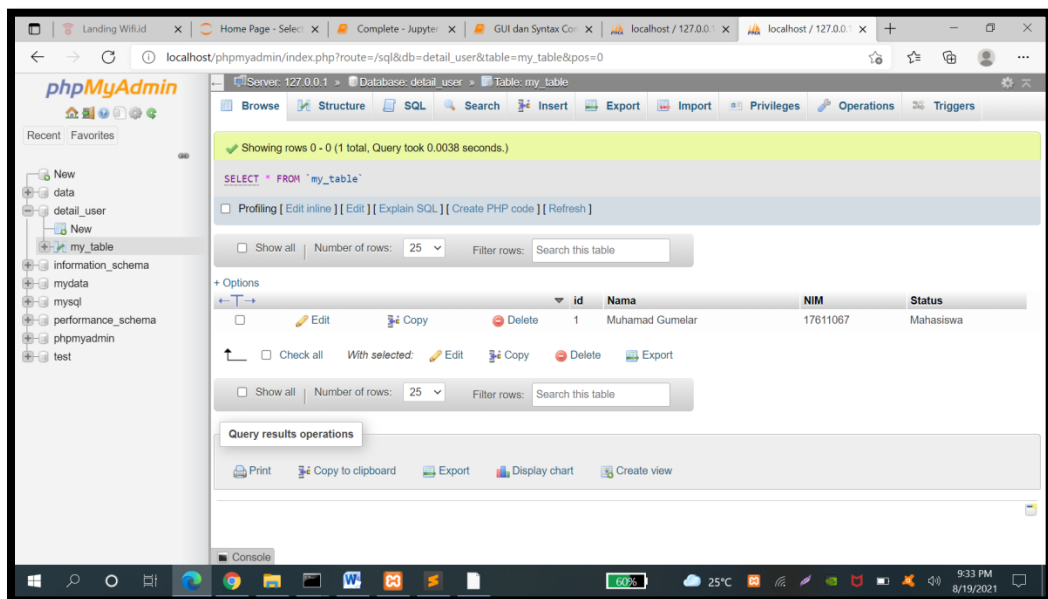 Landing Wifi.id
Home Page - Select
Complete - Jupyter
GUI dan Syntax Con
localhost / 127.0.0.1
localhost / 127.0.0.1
localhost/phpmyadmin/index.php?route=/sql&db=detail_user&table=my_table&pos=0
phpMyAdmin
Recent Favorites
New
data
detail_user
New
my_table
information_schema
mydata
mysql
performance_schema
phpmyadmin
test
Server: 127.0.0.1 » Database: detail_user » Table: my_table
Browse Structure SQL Search Insert Export Import Privileges Operations Triggers
Showing rows 0 - 0 (1 total, Query took 0.0038 seconds.)
SELECT * FROM `my_table`
Profiling [ Edit inline ] [ Edit ] [ Explain SQL ] [ Create PHP code ] [ Refresh ]
Show all | Number of rows: 25 Filter rows: Search this table
+ Options
←T→ id Nama NIM Status
Edit Copy Delete 1 Muhamad Gumelar 17611067 Mahasiswa
Check all With selected: Edit Copy Delete Export
Show all | Number of rows: 25 Filter rows: Search this table
Query results operations
Print Copy to clipboard Export Display chart Create view
Console
60% 25°C 9:33 PM
8/19/2021